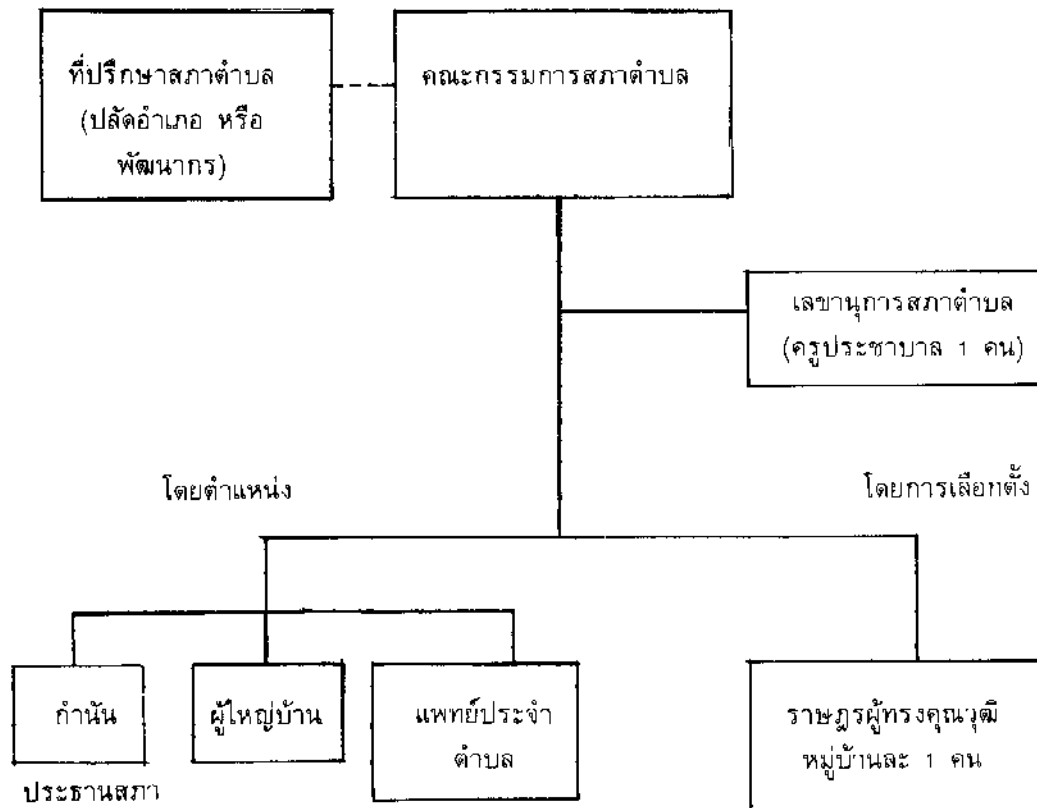 ที่ปรึกษาสภาตำบล
(ปลัดอำเภอ หรือ
พัฒนากร)
คณะกรรมการสภาตำบล
เลขานุการสภาตำบล
(ครูประชาบาล 1 คน)
โดยตำแหน่ง
โดยการเลือกตั้ง
กำนัน
ประธานสภา
ผู้ใหญ่บ้าน
แพทย์ประจำ
ตำบล
ราษฎรผู้ทรงคุณวุฒิ
หมู่บ้านละ 1 คน